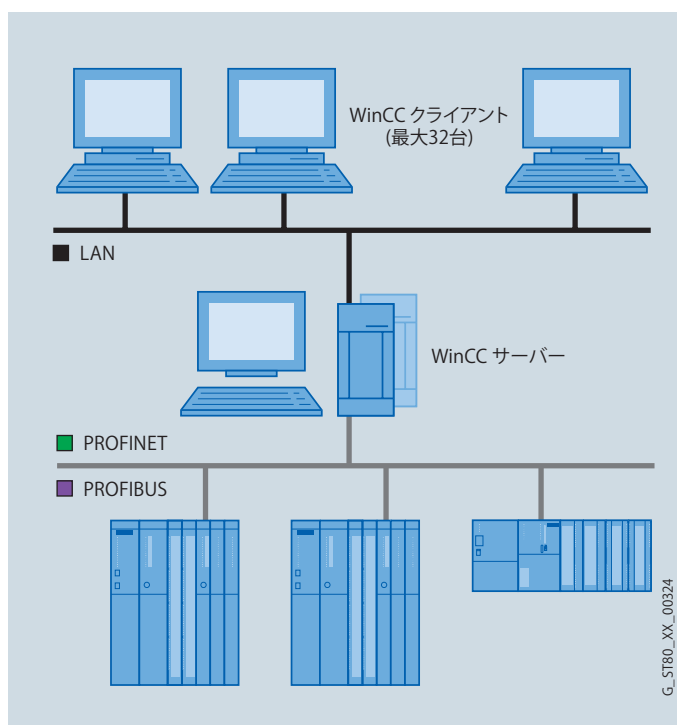 WinCC クライアント
(最大32台)
LAN
WinCC サーバー
PROFINET
PROFIBUS
G_ST80_XX_00324